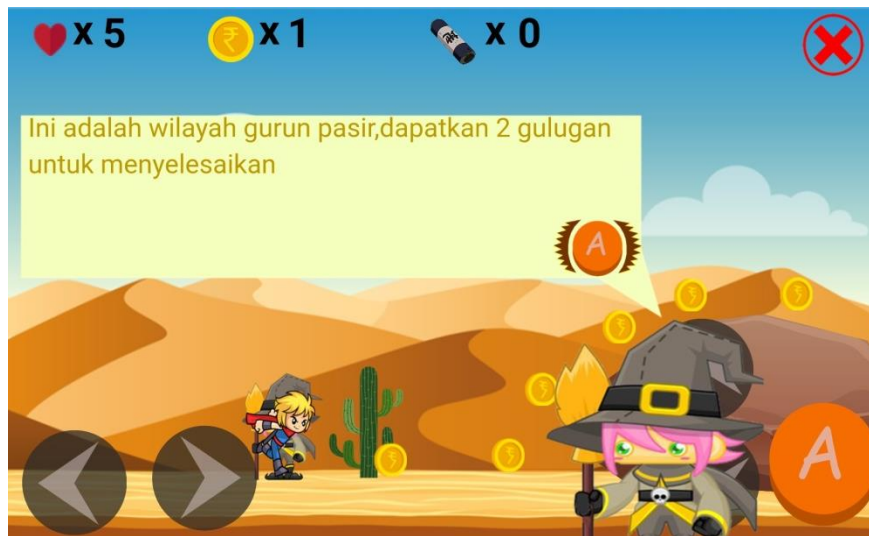 x 5
x 1
x 0
Ini adalah wilayah gurun pasir,dapatkan 2 gulugan
untuk menyelesaikan
A
A